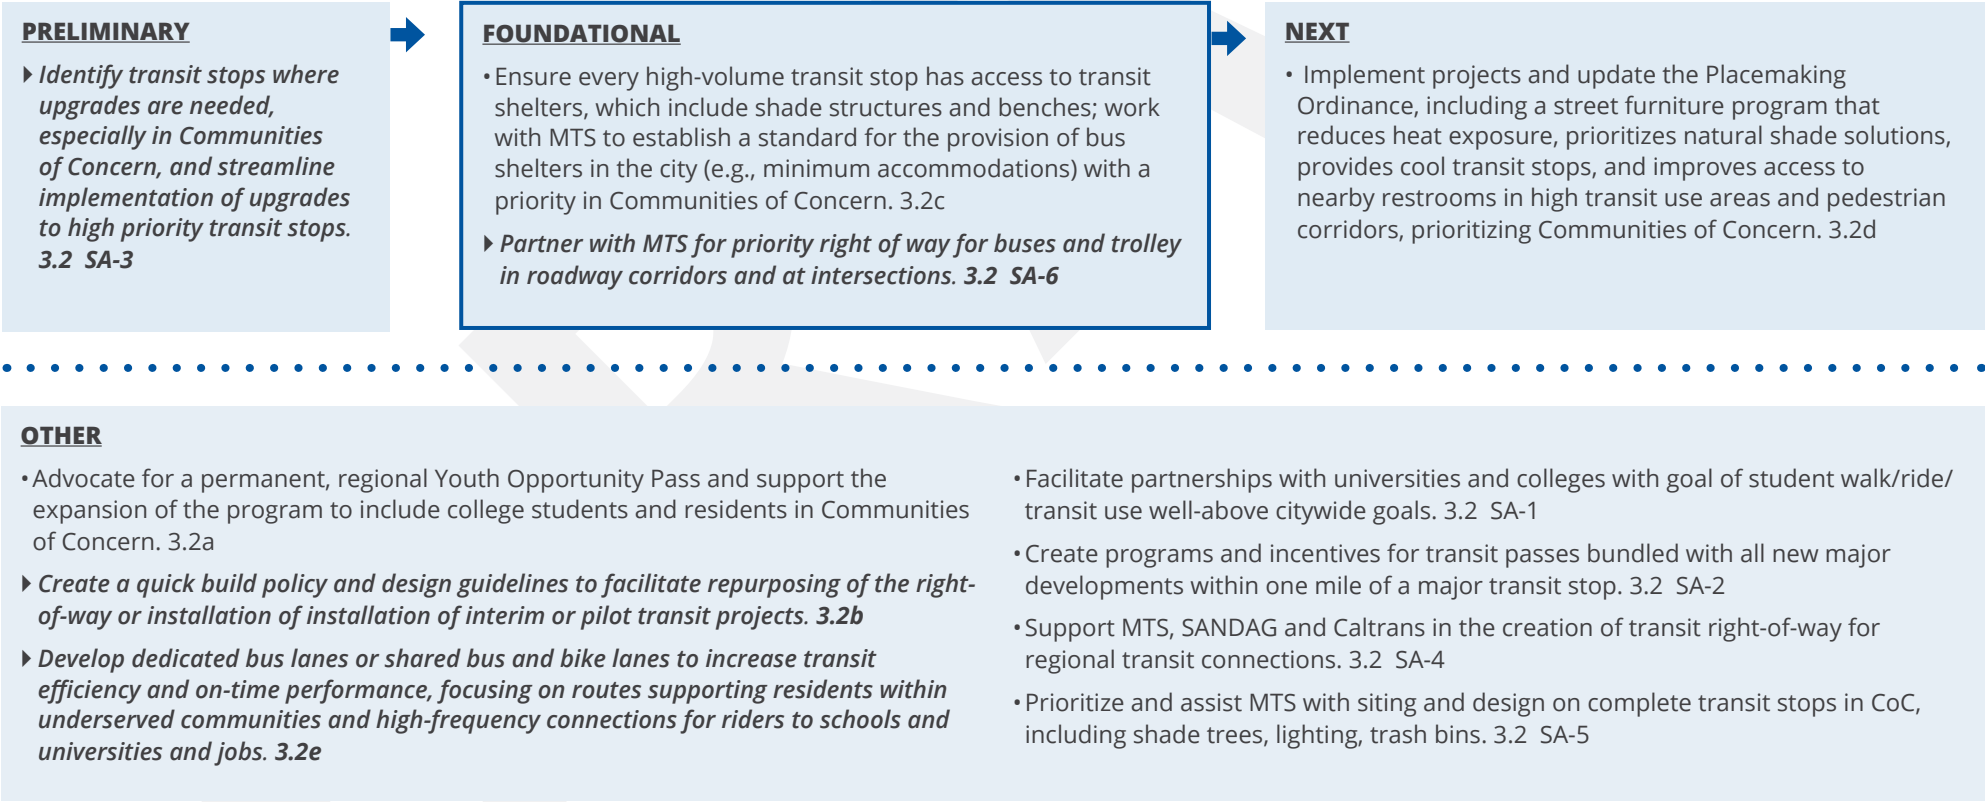 PRELIMINARY
Identify transit stops where
upgrades are needed,
especially in Communities
of Concern, and streamline
implementation of upgrades
to high priority transit stops.
3.2 SA-3
FOUNDATIONAL
• Ensure every high-volume transit stop has access to transit
shelters, which include shade structures and benches; work
with MTS to establish a standard for the provision of bus
shelters in the city (e.g., minimum accommodations) with a
priority in Communities of Concern. 3.2c
Partner with MTS for priority right of way for buses and trolley
in roadway corridors and at intersections. 3.2 SA-6
NEXT
• Implement projects and update the Placemaking
Ordinance, including a street furniture program that
reduces heat exposure, prioritizes natural shade solutions,
provides cool transit stops, and improves access to
nearby restrooms in high transit use areas and pedestrian
corridors, prioritizing Communities of Concern. 3.2d
OTHER
• Advocate for a permanent, regional Youth Opportunity Pass and support the
expansion of the program to include college students and residents in Communities
of Concern. 3.2a
Create a quick build policy and design guidelines to facilitate repurposing of the right-
of-way or installation of installation of interim or pilot transit projects. 3.2b
Develop dedicated bus lanes or shared bus and bike lanes to increase transit
efficiency and on-time performance, focusing on routes supporting residents within
underserved communities and high-frequency connections for riders to schools and
universities and jobs. 3.2e
• Facilitate partnerships with universities and colleges with goal of student walk/ride/
transit use well-above citywide goals. 3.2 SA-1
• Create programs and incentives for transit passes bundled with all new major
developments within one mile of a major transit stop. 3.2 SA-2
• Support MTS, SANDAG and Caltrans in the creation of transit right-of-way for
regional transit connections. 3.2 SA-4
• Prioritize and assist MTS with siting and design on complete transit stops in CoC,
including shade trees, lighting, trash bins. 3.2 SA-5